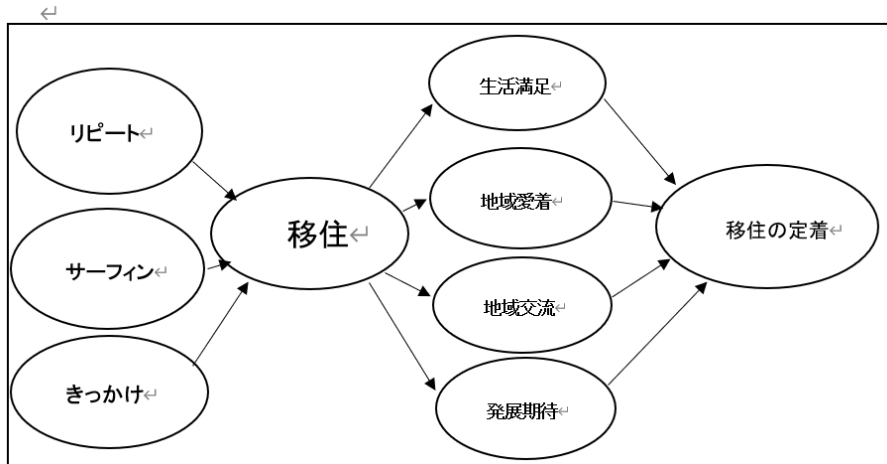 リピート
サーフィン
きっかけ
移住
生活満足
地域愛着
地域交流
発展期待
移住の定着